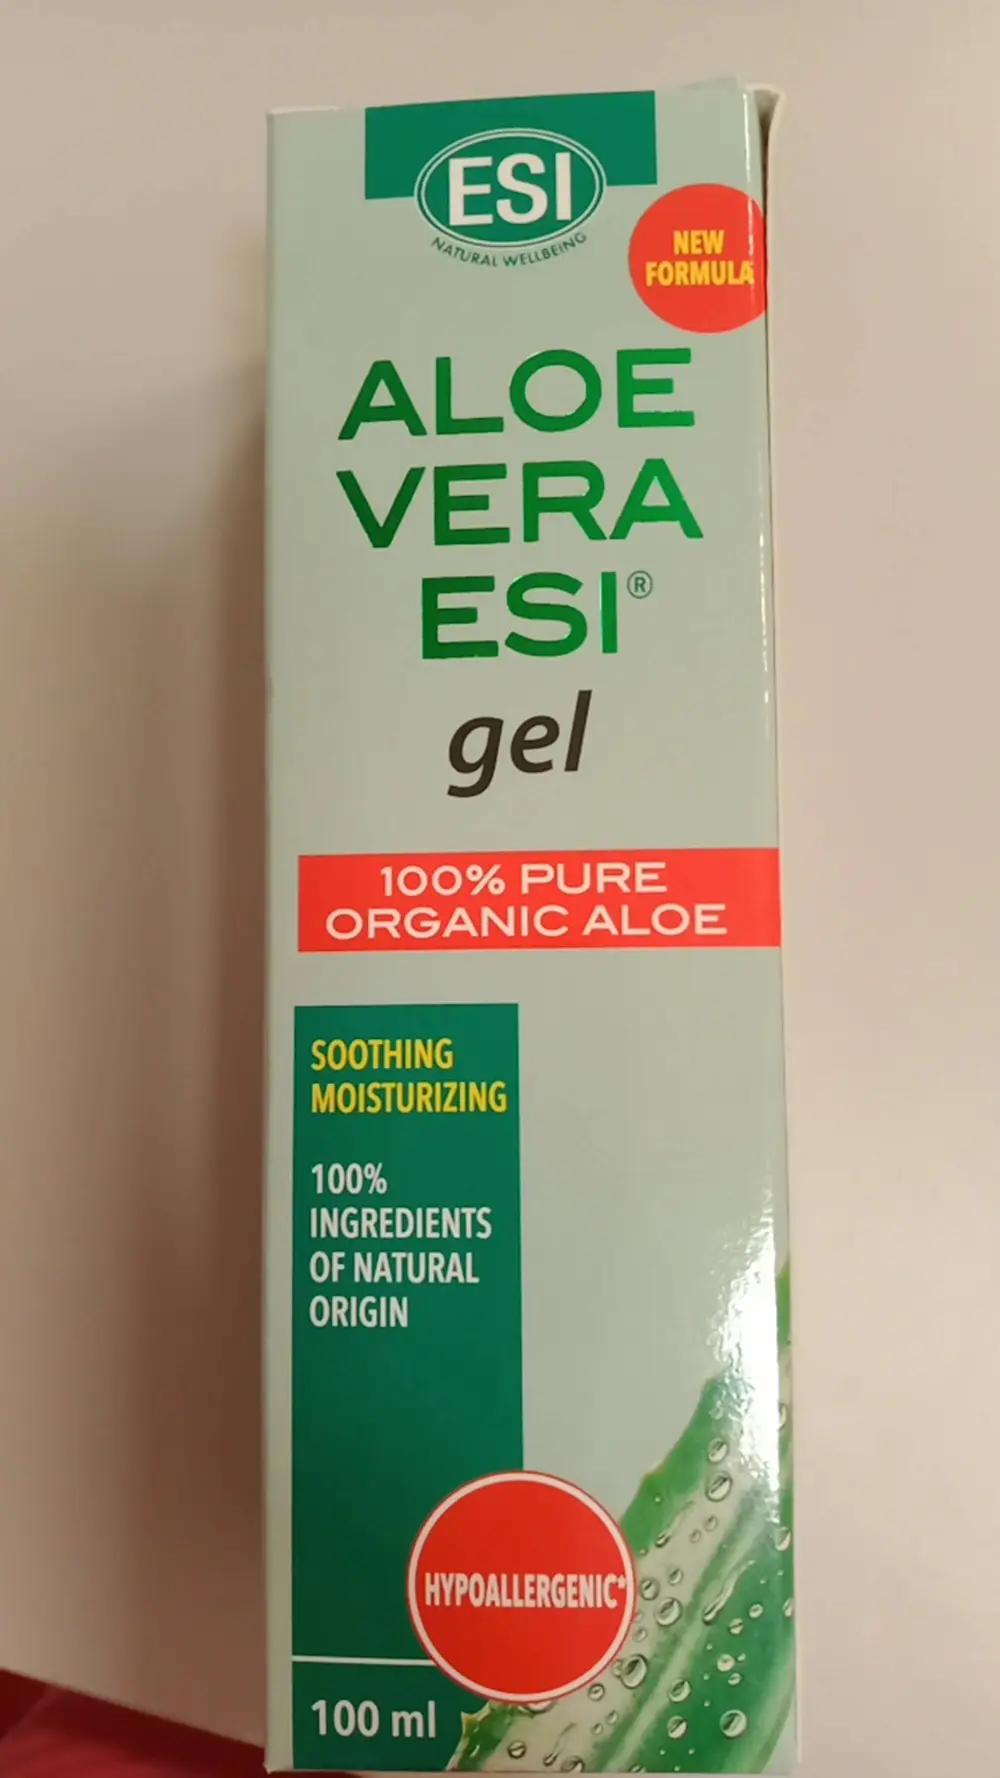 ESI
NATURAL WELLBEING
NEW
FORMULA
ALOE
VERA
ESI®
gel
100% PURE
ORGANIC ALOE
SOOTHING
MOISTURIZING
100%
INGREDIENTS
OF NATURAL
ORIGIN
HYPOALLERGENIC*
100 ml